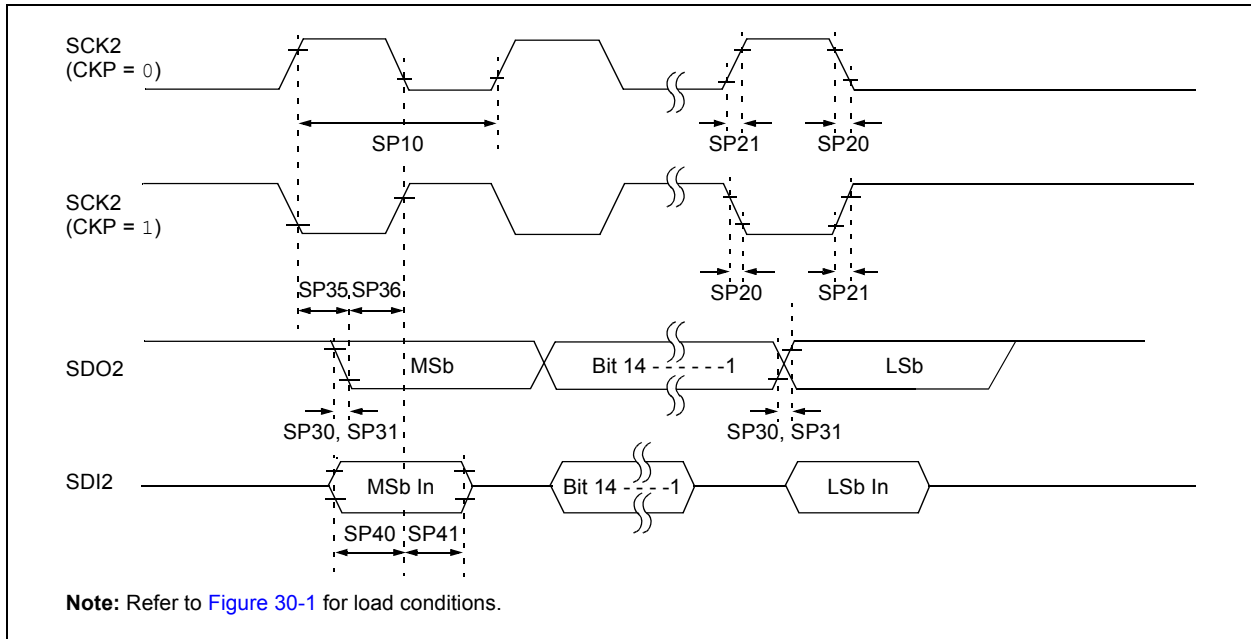 SCK2
(CKP = 0)
SP10
SP21
SP20
SCK2
(CKP = 1)
SP35
SP36
SP20
SP21
SDO2
MSb
Bit 14 - - - - - -1
LSb
SP30, SP31
SP30, SP31
SDI2
MSb In
Bit 14 - - - -1
LSb In
SP40
SP41
Note: Refer to Figure 30-1 for load conditions.